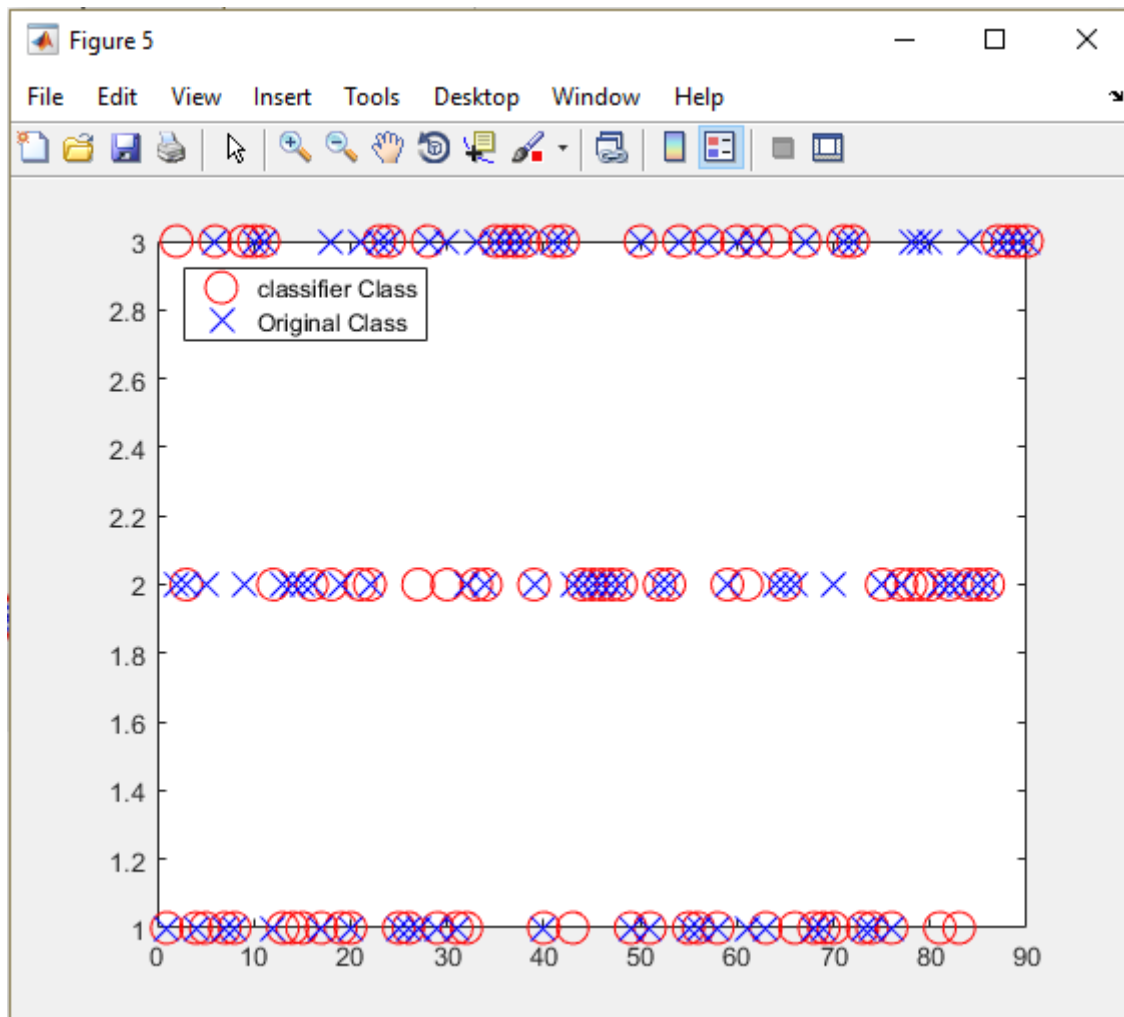 Figure 5
File Edit View Insert Tools Desktop Window Help
3
classifier Class
Original Class
2.8
2.6
2.4
2.2
2
1.8
1.6
1.4
1.2
1
0 10 20 30 40 50 60 70 80 90